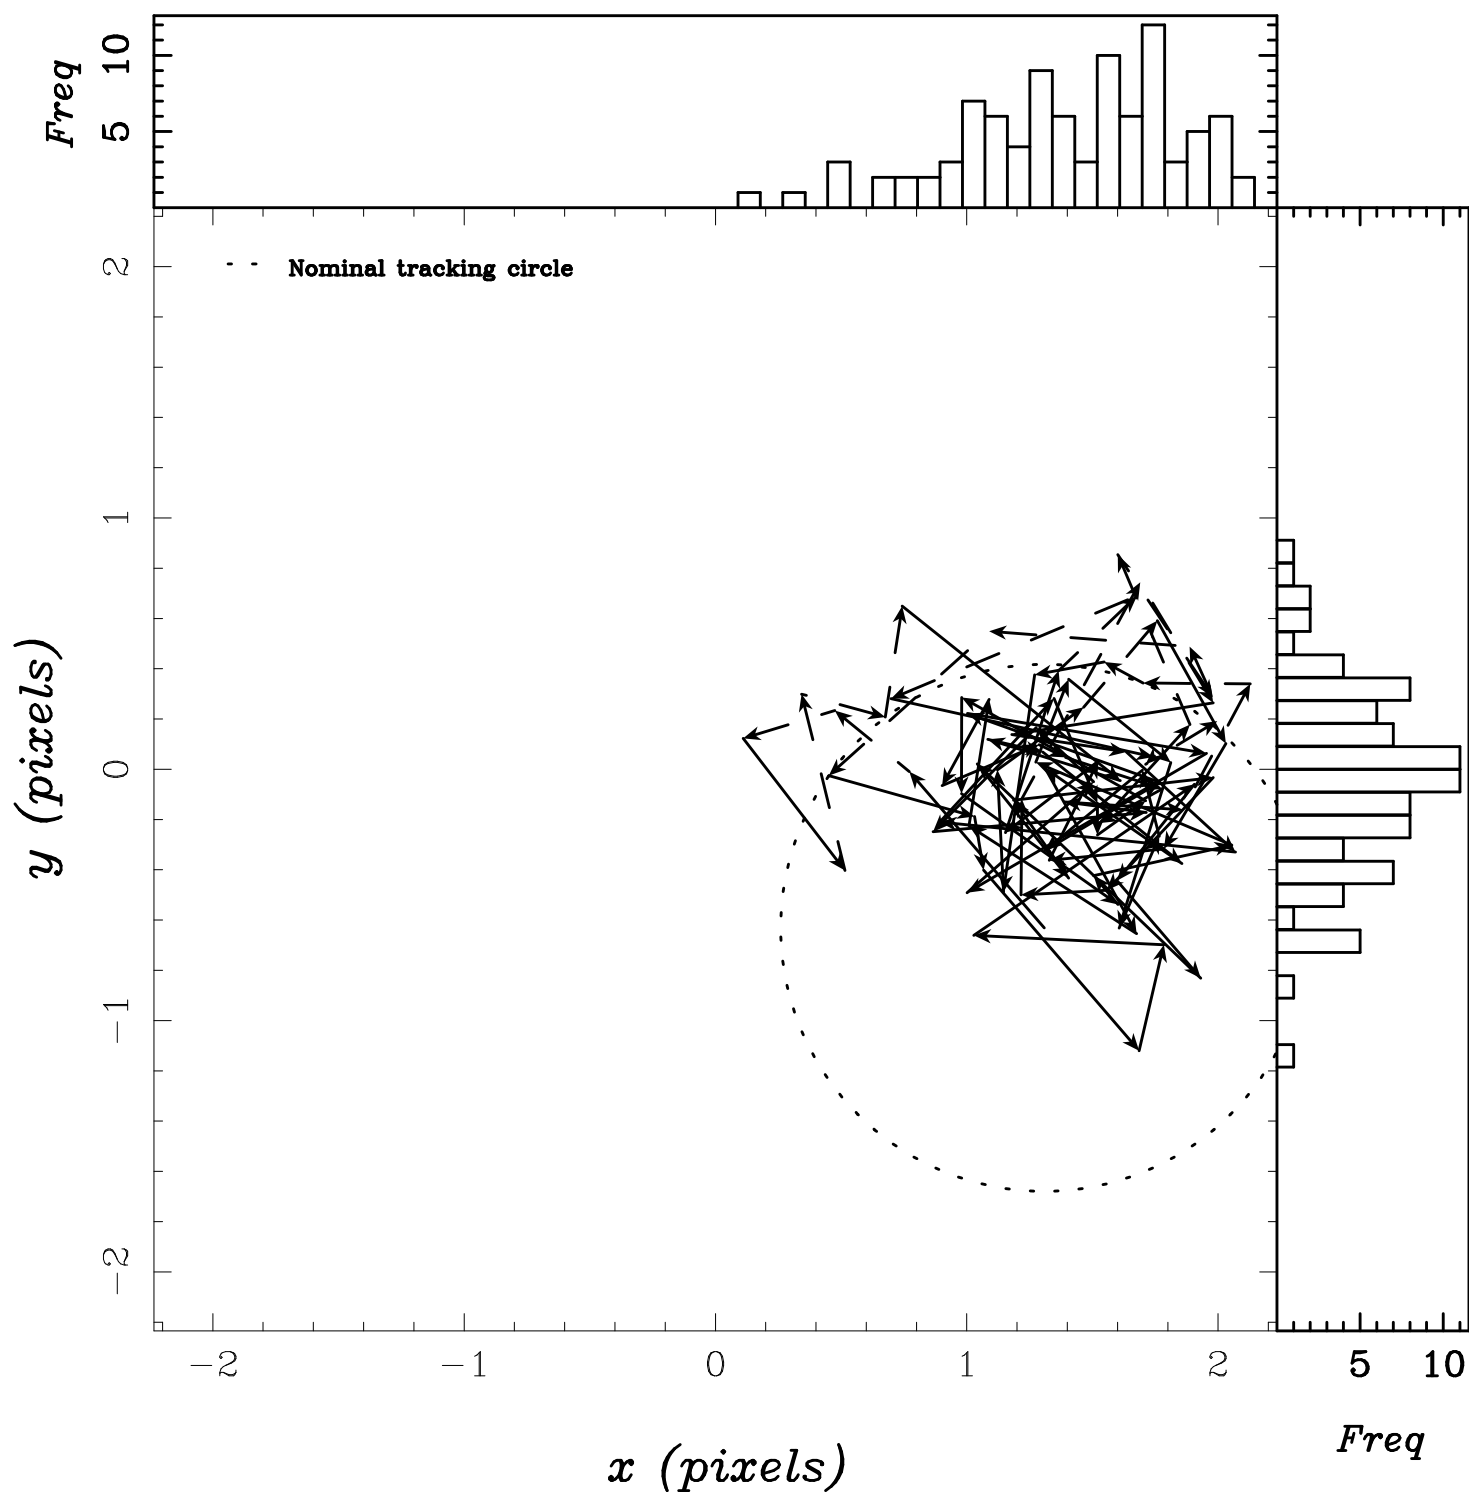 Freq
10
5
2
1
0
-1
-2
Nominal tracking circle
y (pixels)
-2 -1 0 1 2
5 10
x (pixels)
Freq